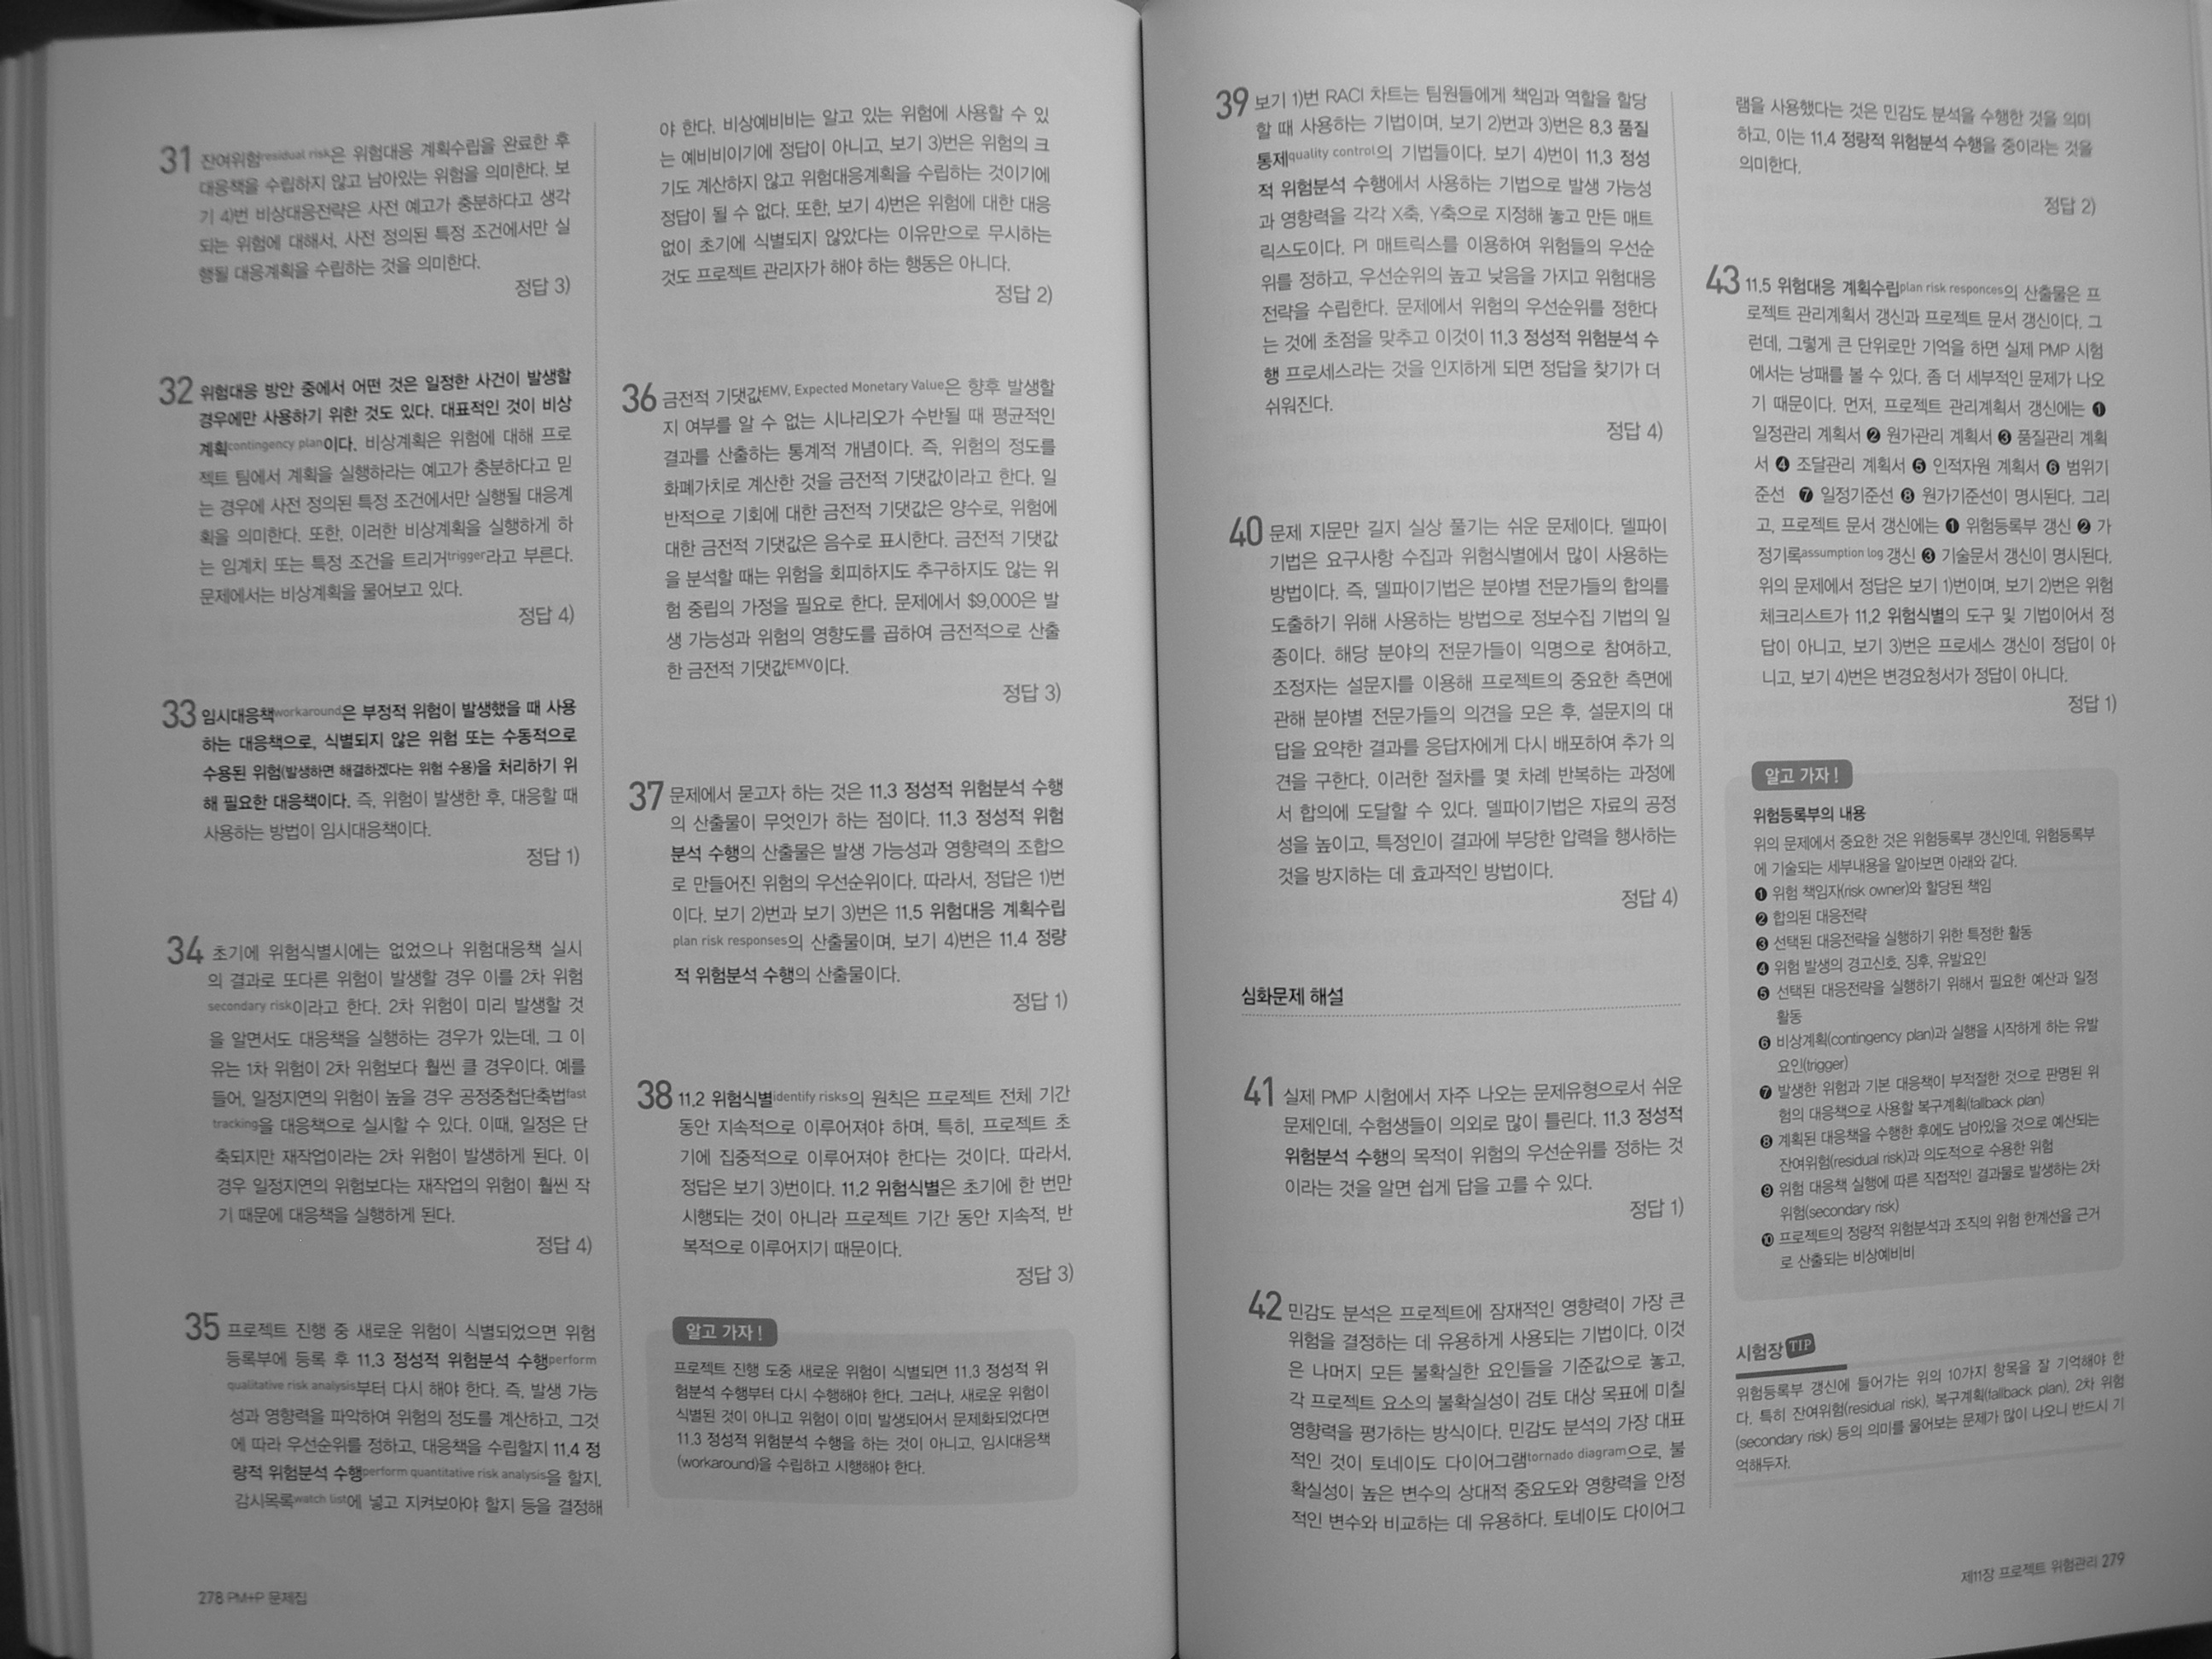 31 잔여위험residual risk은 위험대응 계획수립을 완료한 후
대응책을 수립하지 않고 남아있는 위험을 의미한다. 보
기 4)번 비상대응전략은 사전 예고가 충분하다고 생각
되는 위험에 대해서, 사전 정의된 특정 조건에서만 실
행될 대응계획을 수립하는 것을 의미한다.
정답 3)
32 위험대응 방안 중에서 어떤 것은 일정한 사건이 발생할
경우에만 사용하기 위한 것도 있다. 대표적인 것이 비상
계획contingency plan이다. 비상계획은 위험에 대해 프로
젝트 팀에서 계획을 실행하라는 예고가 충분하다고 믿
는 경우에 사전 정의된 특정 조건에서만 실행될 대응계
획을 의미한다. 또한, 이러한 비상계획을 실행하게 하
는 임계치 또는 특정 조건을 트리거trigger라고 부른다.
문제에서는 비상계획을 물어보고 있다.
정답 4)
33 임시대응책workaround은 부정적 위험이 발생했을 때 사용
하는 대응책으로, 식별되지 않은 위험 또는 수동적으로
수용된 위험(발생하면 해결하겠다는 위험 수용)을 처리하기 위
해 필요한 대응책이다. 즉, 위험이 발생한 후, 대응할 때
사용하는 방법이 임시대응책이다.
정답 1)
34 초기에 위험식별시에는 없었으나 위험대응책 실시
의 결과로 또다른 위험이 발생할 경우 이를 2차 위험
secondary risk이라고 한다. 2차 위험이 미리 발생할 것
을 알면서도 대응책을 실행하는 경우가 있는데, 그 이
유는 1차 위험이 2차 위험보다 훨씬 클 경우이다. 예를
들어, 일정지연의 위험이 높을 경우 공정중첩단축법fast
tracking을 대응책으로 실시할 수 있다. 이때, 일정은 단
축되지만 재작업이라는 2차 위험이 발생하게 된다. 이
경우 일정지연의 위험보다는 재작업의 위험이 훨씬 작
기 때문에 대응책을 실행하게 된다.
정답 4)
35 프로젝트 진행 중 새로운 위험이 식별되었으면 위험
등록부에 등록 후 11.3 정성적 위험분석 수행perform
qualitative risk analysis부터 다시 해야 한다. 즉, 발생 가능
성과 영향력을 파악하여 위험의 정도를 계산하고, 그것
에 따라 우선순위를 정하고, 대응책을 수립할지 11.4 정
량적 위험분석 수행perform quantitative risk analysis을 할지,
감시목록watch list에 넣고 지켜보아야 할지 등을 결정해
야 한다. 비상예비비는 알고 있는 위험에 사용할 수 있
는 예비비이기에 정답이 아니고, 보기 3)번은 위험의 크
기도 계산하지 않고 위험대응계획을 수립하는 것이기에
정답이 될 수 없다. 또한, 보기 4)번은 위험에 대한 대응
없이 초기에 식별되지 않았다는 이유만으로 무시하는
것도 프로젝트 관리자가 해야 하는 행동은 아니다.
정답 2)
36 금전적 기댓값EMV, Expected Monetary Value은 향후 발생할
지 여부를 알 수 없는 시나리오가 수반될 때 평균적인
결과를 산출하는 통계적 개념이다. 즉, 위험의 정도를
화폐가치로 계산한 것을 금전적 기댓값이라고 한다. 일
반적으로 기회에 대한 금전적 기댓값은 양수로, 위험에
대한 금전적 기댓값은 음수로 표시한다. 금전적 기댓값
을 분석할 때는 위험을 회피하지도 추구하지도 않는 위
험 중립의 가정을 필요로 한다. 문제에서 $9,000은 발
생 가능성과 위험의 영향도를 곱하여 금전적으로 산출
한 금전적 기댓값EMV이다.
정답 3)
37 문제에서 묻고자 하는 것은 11.3 정성적 위험분석 수행
의 산출물이 무엇인가 하는 점이다. 11.3 정성적 위험
분석 수행의 산출물은 발생 가능성과 영향력의 조합으
로 만들어진 위험의 우선순위이다. 따라서, 정답은 1)번
이다. 보기 2)번과 보기 3)번은 11.5 위험대응 계획수립
plan risk responses의 산출물이며, 보기 4)번은 11.4 정량
적 위험분석 수행의 산출물이다.
정답 1)
38 11.2 위험식별identify risks의 원칙은 프로젝트 전체 기간
동안 지속적으로 이루어져야 하며, 특히, 프로젝트 초
기에 집중적으로 이루어져야 한다는 것이다. 따라서,
정답은 보기 3)번이다. 11.2 위험식별은 초기에 한 번만
시행되는 것이 아니라 프로젝트 기간 동안 지속적, 반
복적으로 이루어지기 때문이다.
정답 3)
알고 가자!
프로젝트 진행 도중 새로운 위험이 식별되면 11.3 정성적 위
험분석 수행부터 다시 수행해야 한다. 그러나, 새로운 위험이
식별된 것이 아니고 위험이 이미 발생되어서 문제화되었다면
11.3 정성적 위험분석 수행을 하는 것이 아니고, 임시대응책
(workaround)을 수립하고 시행해야 한다.
278 PM+P 문제집
39 보기 1)번 RACI 차트는 팀원들에게 책임과 역할을 할당
할 때 사용하는 기법이며, 보기 2)번과 3)번은 8.3 품질
통제quality control의 기법들이다. 보기 4)번이 11.3 정성
적 위험분석 수행에서 사용하는 기법으로 발생 가능성
과 영향력을 각각 X축, Y축으로 지정해 놓고 만든 매트
릭스도이다. PI 매트릭스를 이용하여 위험들의 우선순
위를 정하고, 우선순위의 높고 낮음을 가지고 위험대응
전략을 수립한다. 문제에서 위험의 우선순위를 정한다
는 것에 초점을 맞추고 이것이 11.3 정성적 위험분석 수
행 프로세스라는 것을 인지하게 되면 정답을 찾기가 더
쉬워진다.
정답 4)
40 문제 지문만 길지 실상 풀기는 쉬운 문제이다. 델파이
기법은 요구사항 수집과 위험식별에서 많이 사용하는
방법이다. 즉, 델파이기법은 분야별 전문가들의 합의를
도출하기 위해 사용하는 방법으로 정보수집 기법의 일
종이다. 해당 분야의 전문가들이 익명으로 참여하고,
조정자는 설문지를 이용해 프로젝트의 중요한 측면에
관해 분야별 전문가들의 의견을 모은 후, 설문지의 대
답을 요약한 결과를 응답자에게 다시 배포하여 추가 의
견을 구한다. 이러한 절차를 몇 차례 반복하는 과정에
서 합의에 도달할 수 있다. 델파이기법은 자료의 공정
성을 높이고, 특정인이 결과에 부당한 압력을 행사하는
것을 방지하는 데 효과적인 방법이다.
정답 4)
심화문제 해설
41 실제 PMP 시험에서 자주 나오는 문제유형으로서 쉬운
문제인데, 수험생들이 의외로 많이 틀린다. 11.3 정성적
위험분석 수행의 목적이 위험의 우선순위를 정하는 것
이라는 것을 알면 쉽게 답을 고를 수 있다.
정답 1)
42 민감도 분석은 프로젝트에 잠재적인 영향력이 가장 큰
위험을 결정하는 데 유용하게 사용되는 기법이다. 이것
은 나머지 모든 불확실한 요인들을 기준값으로 놓고,
각 프로젝트 요소의 불확실성이 검토 대상 목표에 미칠
영향력을 평가하는 방식이다. 민감도 분석의 가장 대표
적인 것이 토네이도 다이어그램tornado diagram으로, 불
확실성이 높은 변수의 상대적 중요도와 영향력을 안정
적인 변수와 비교하는 데 유용하다. 토네이도 다이어그
램을 사용했다는 것은 민감도 분석을 수행한 것을 의미
하고, 이는 11.4 정량적 위험분석 수행을 중이라는 것을
의미한다.
정답 2)
43 11.5 위험대응 계획수립plan risk responces의 산출물은 프
로젝트 관리계획서 갱신과 프로젝트 문서 갱신이다. 그
런데, 그렇게 큰 단위로만 기억을 하면 실제 PMP 시험
에서는 낭패를 볼 수 있다. 좀 더 세부적인 문제가 나오
기 때문이다. 먼저, 프로젝트 관리계획서 갱신에는 ❶
일정관리 계획서 ❷ 원가관리 계획서 ❸ 품질관리 계획
서 ❹ 조달관리 계획서 ❺ 인적자원 계획서 ❻ 범위기
준선 ❼ 일정기준선 ❽ 원가기준선이 명시된다. 그리
고, 프로젝트 문서 갱신에는 ❶ 위험등록부 갱신 ❷ 가
정기록assumption log 갱신 ❸ 기술문서 갱신이 명시된다.
위의 문제에서 정답은 보기 1)번이며, 보기 2)번은 위험
체크리스트가 11.2 위험식별의 도구 및 기법이어서 정
답이 아니고, 보기 3)번은 프로세스 갱신이 정답이 아
니고, 보기 4)번은 변경요청서가 정답이 아니다.
정답 1)
알고 가자!
위험등록부의 내용
위의 문제에서 중요한 것은 위험등록부 갱신인데, 위험등록부
에 기술되는 세부내용을 알아보면 아래와 같다.
❶ 위험 책임자(risk owner)와 할당된 책임
❷ 합의된 대응전략
❸ 선택된 대응전략을 실행하기 위한 특정한 활동
❹ 위험 발생의 경고신호, 징후, 유발요인
❺ 선택된 대응전략을 실행하기 위해서 필요한 예산과 일정
활동
❻ 비상계획(contingency plan)과 실행을 시작하게 하는 유발
요인(trigger)
❼ 발생한 위험과 기본 대응책이 부적절한 것으로 판명된 위
험의 대응책으로 사용할 복구계획(fallback plan)
❽ 계획된 대응책을 수행한 후에도 남아있을 것으로 예산되는
잔여위험(residual risk)과 의도적으로 수용한 위험
❾ 위험 대응책 실행에 따른 직접적인 결과물로 발생하는 2차
위험(secondary risk)
❿ 프로젝트의 정량적 위험분석과 조직의 위험 한계선을 근거
로 산출되는 비상예비비
시험장 TIP
위험등록부 갱신에 들어가는 위의 10가지 항목을 잘 기억해야 한
다. 특히 잔여위험(residual risk), 복구계획(fallback plan), 2차 위험
(secondary risk) 등의 의미를 물어보는 문제가 많이 나오니 반드시 기
억해두자.
제11장 프로젝트 위험관리 279